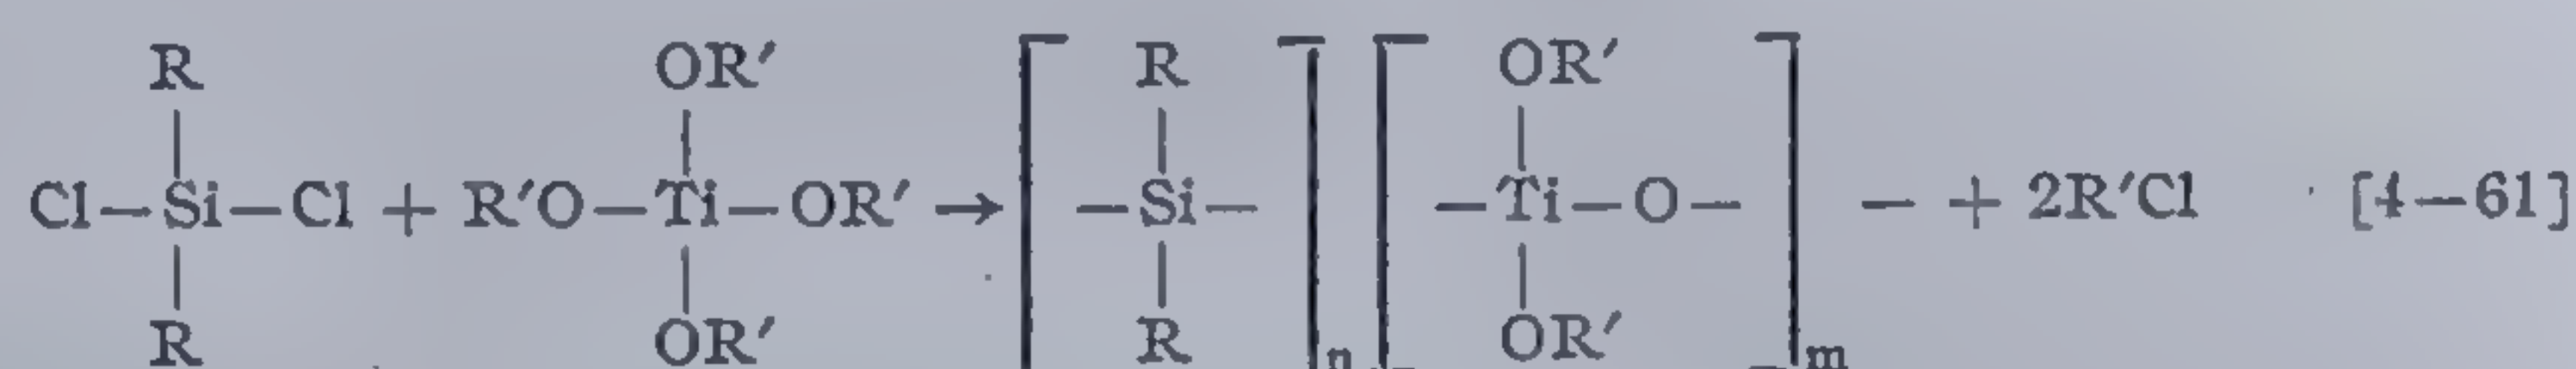 R OR′ R OR′
Cl—Si—Cl + R′O—Ti—OR′ → [—Si—]n [—Ti—O—]m — + 2R′Cl [4—61]
R OR′ R OR′